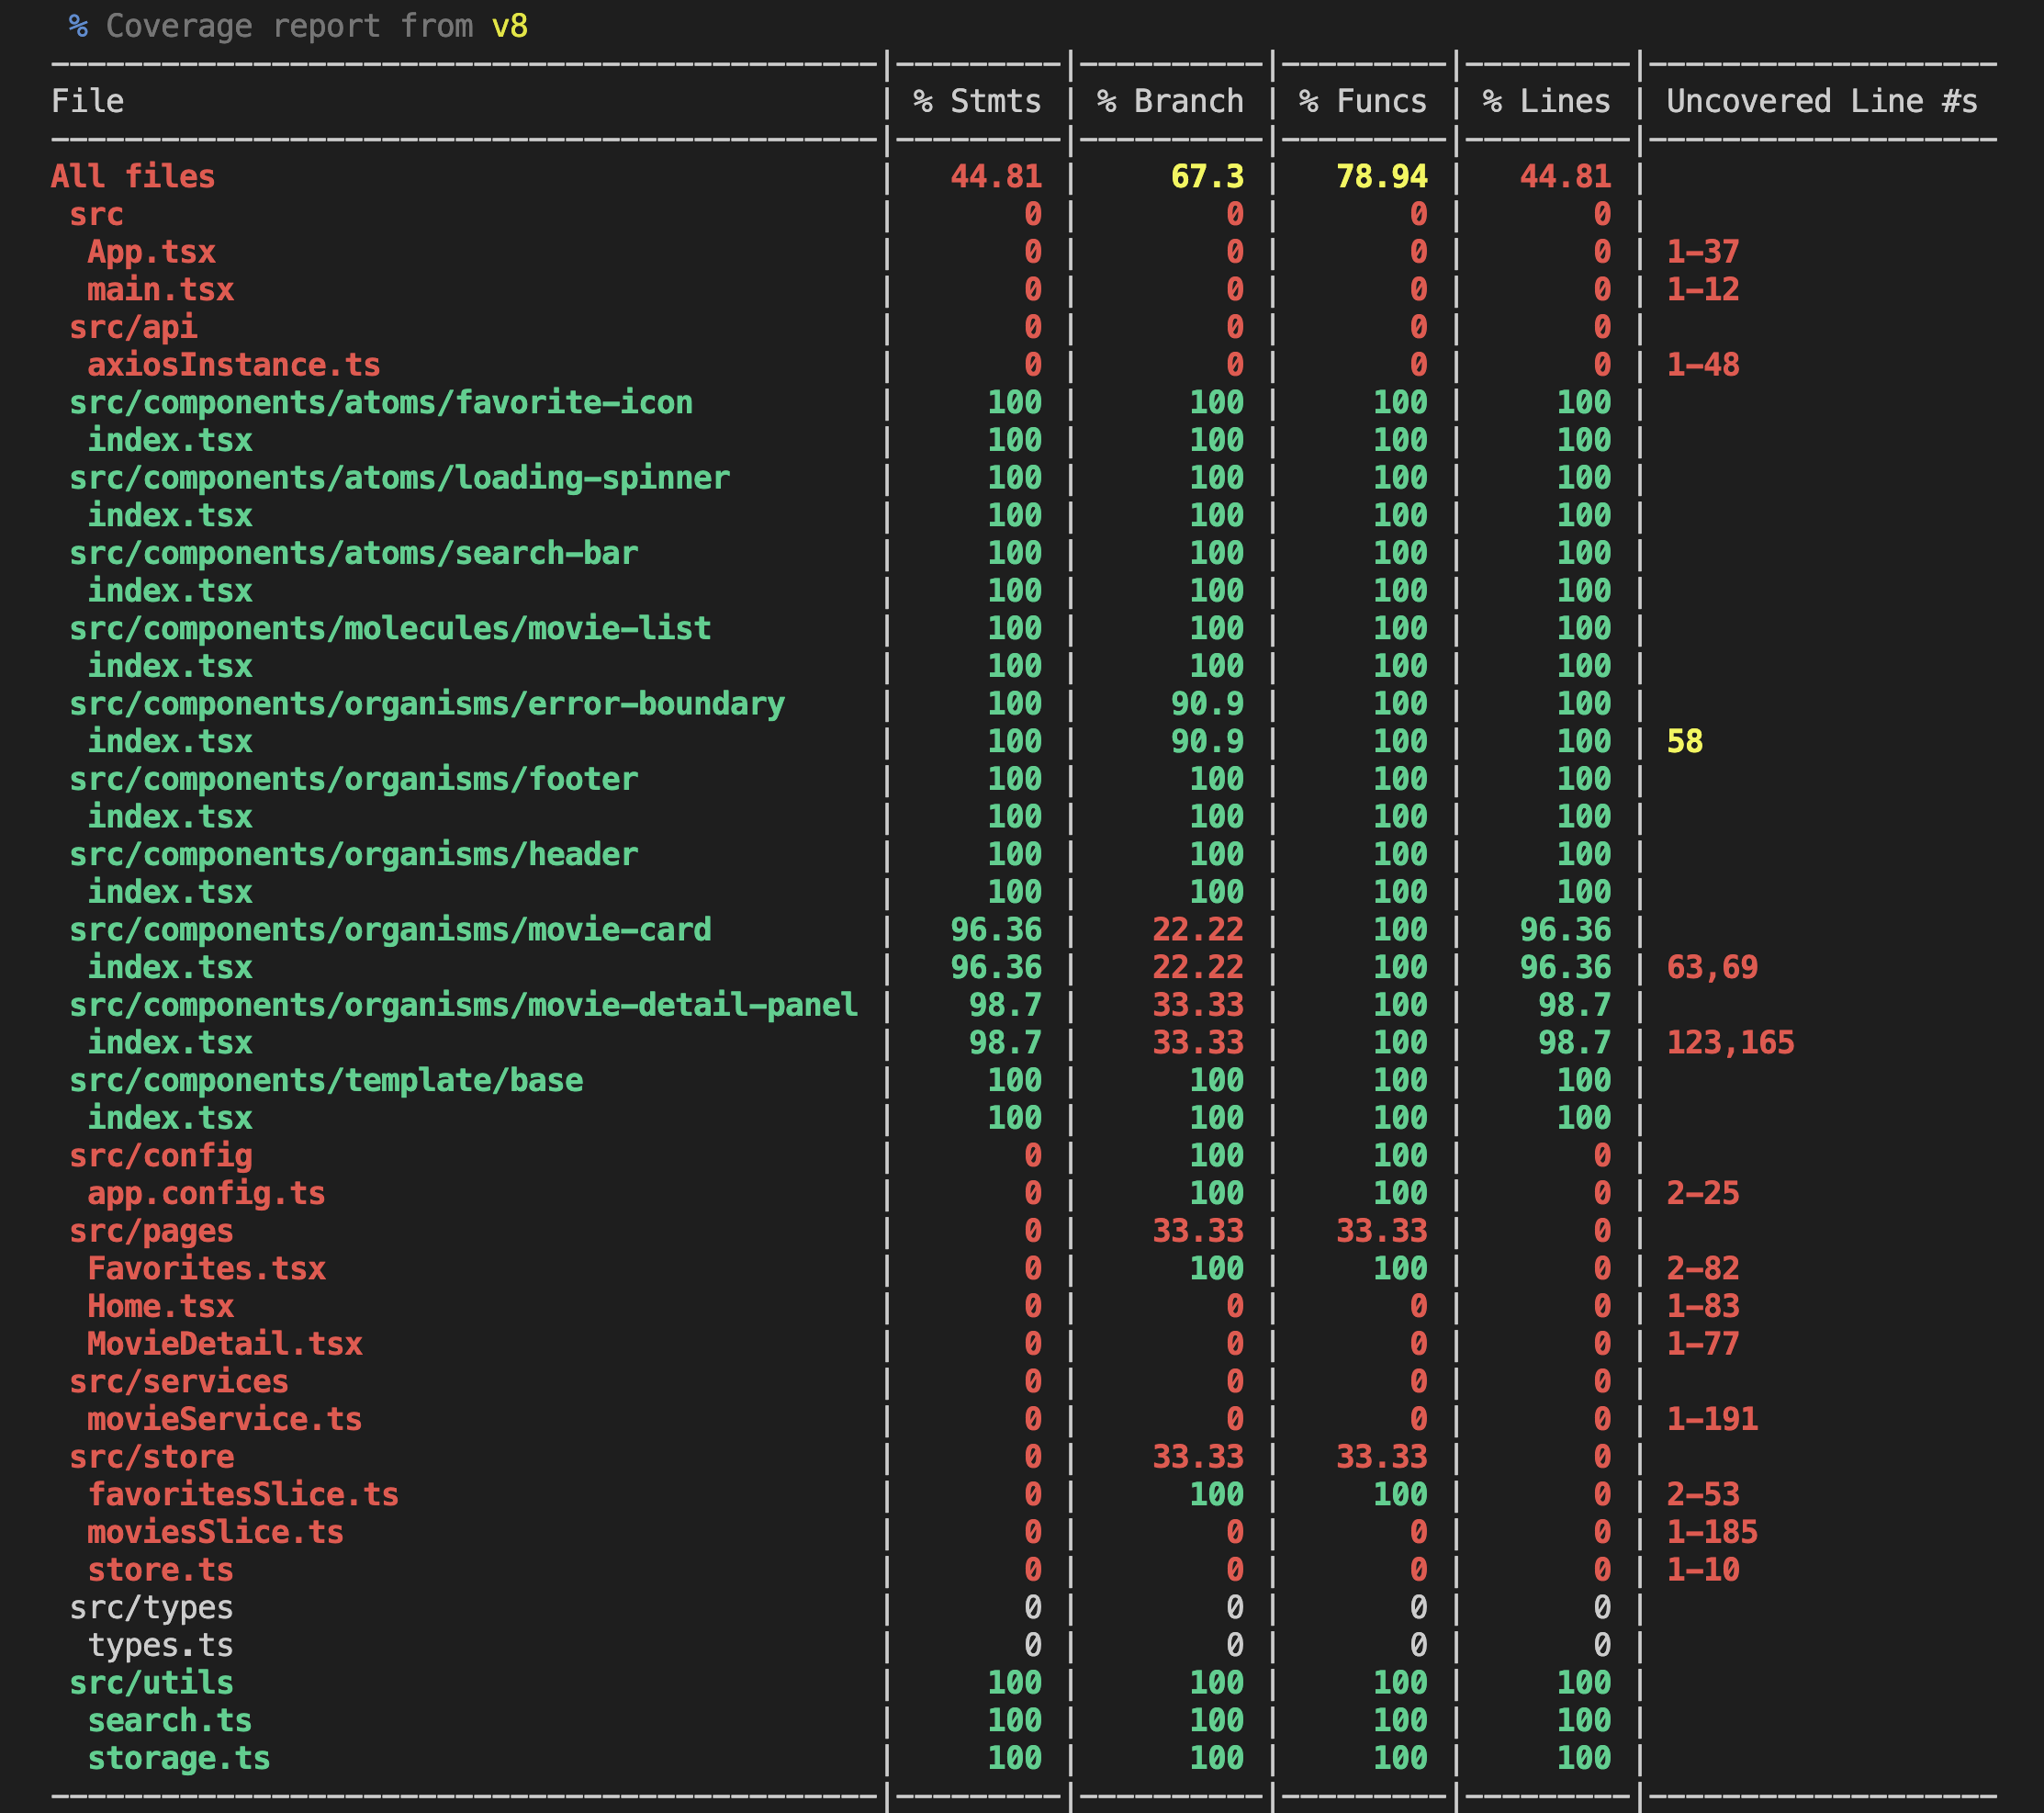 % Coverage report from v8
File | % Stmts | % Branch | % Funcs | % Lines | Uncovered Line #s
All files | 44.81 | 67.3 | 78.94 | 44.81 |
src | 0 | 0 | 0 | 0 |
App.tsx | 0 | 0 | 0 | 0 | 1-37
main.tsx | 0 | 0 | 0 | 0 | 1-12
src/api | 0 | 0 | 0 | 0 |
axiosInstance.ts | 0 | 0 | 0 | 0 | 1-48
src/components/atoms/favorite-icon | 100 | 100 | 100 | 100 |
index.tsx | 100 | 100 | 100 | 100 |
src/components/atoms/loading-spinner | 100 | 100 | 100 | 100 |
index.tsx | 100 | 100 | 100 | 100 |
src/components/atoms/search-bar | 100 | 100 | 100 | 100 |
index.tsx | 100 | 100 | 100 | 100 |
src/components/molecules/movie-list | 100 | 100 | 100 | 100 |
index.tsx | 100 | 100 | 100 | 100 |
src/components/organisms/error-boundary | 100 | 90.9 | 100 | 100 |
index.tsx | 100 | 90.9 | 100 | 100 | 58
src/components/organisms/footer | 100 | 100 | 100 | 100 |
index.tsx | 100 | 100 | 100 | 100 |
src/components/organisms/header | 100 | 100 | 100 | 100 |
index.tsx | 100 | 100 | 100 | 100 |
src/components/organisms/movie-card | 96.36 | 22.22 | 100 | 96.36 |
index.tsx | 96.36 | 22.22 | 100 | 96.36 | 63,69
src/components/organisms/movie-detail-panel | 98.7 | 33.33 | 100 | 98.7 |
index.tsx | 98.7 | 33.33 | 100 | 98.7 | 123,165
src/components/template/base | 100 | 100 | 100 | 100 |
index.tsx | 100 | 100 | 100 | 100 |
src/config | 0 | 100 | 100 | 0 |
app.config.ts | 0 | 100 | 100 | 0 | 2-25
src/pages | 0 | 33.33 | 33.33 | 0 |
Favorites.tsx | 0 | 100 | 100 | 0 | 2-82
Home.tsx | 0 | 0 | 0 | 0 | 1-83
MovieDetail.tsx | 0 | 0 | 0 | 0 | 1-77
src/services | 0 | 0 | 0 | 0 |
movieService.ts | 0 | 0 | 0 | 0 | 1-191
src/store | 0 | 33.33 | 33.33 | 0 |
favoritesSlice.ts | 0 | 100 | 100 | 0 | 2-53
moviesSlice.ts | 0 | 0 | 0 | 0 | 1-185
store.ts | 0 | 0 | 0 | 0 | 1-10
src/types | 0 | 0 | 0 | 0 |
types.ts | 0 | 0 | 0 | 0 |
src/utils | 100 | 100 | 100 | 100 |
search.ts | 100 | 100 | 100 | 100 |
storage.ts | 100 | 100 | 100 | 100 |